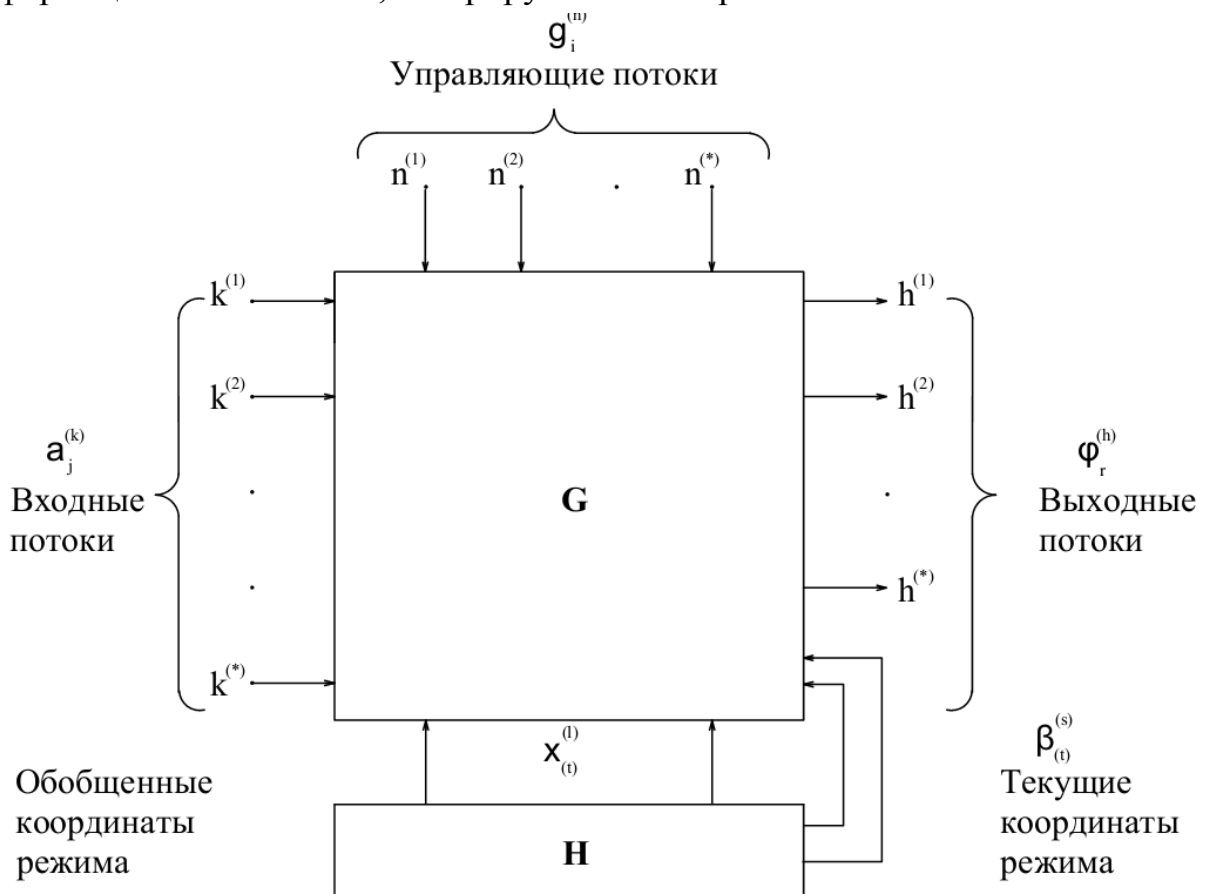 g_i^(n)
Управляющие потоки
n^(1) n^(2) . n^(*)
k^(1)
h^(1)
k^(2)
h^(2)
a_j^(k)
φ_r^(h)
Входные
потоки
G
Выходные
потоки
h^(*)
k^(*)
x_(t)^(l)
β_(t)^(s)
Обобщенные
координаты
режима
H
Текущие
координаты
режима